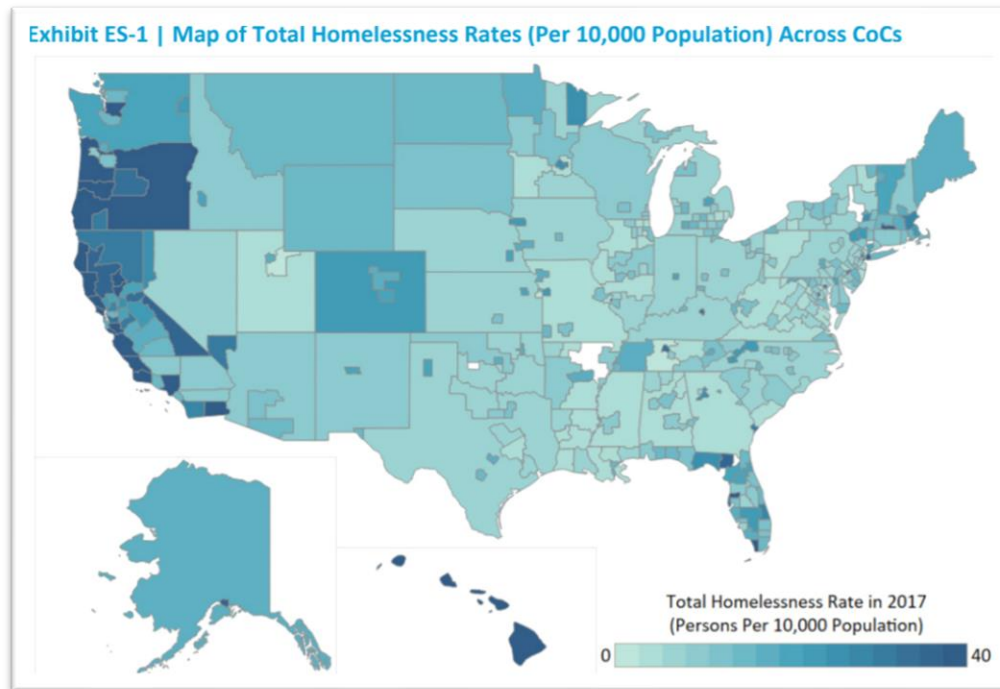 Exhibit ES-1 | Map of Total Homelessness Rates (Per 10,000 Population) Across CoCs
Total Homelessness Rate in 2017
(Persons Per 10,000 Population)
0 40